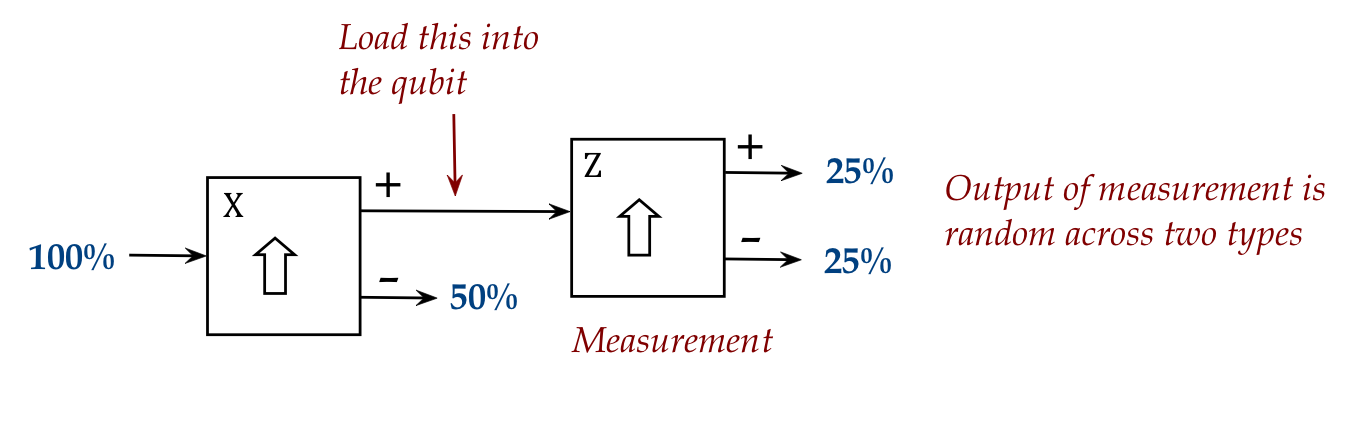 Load this into
the qubit
100%
X
+
-
50%
Z
+
-
25%
25%
Measurement
Output of measurement is
random across two types